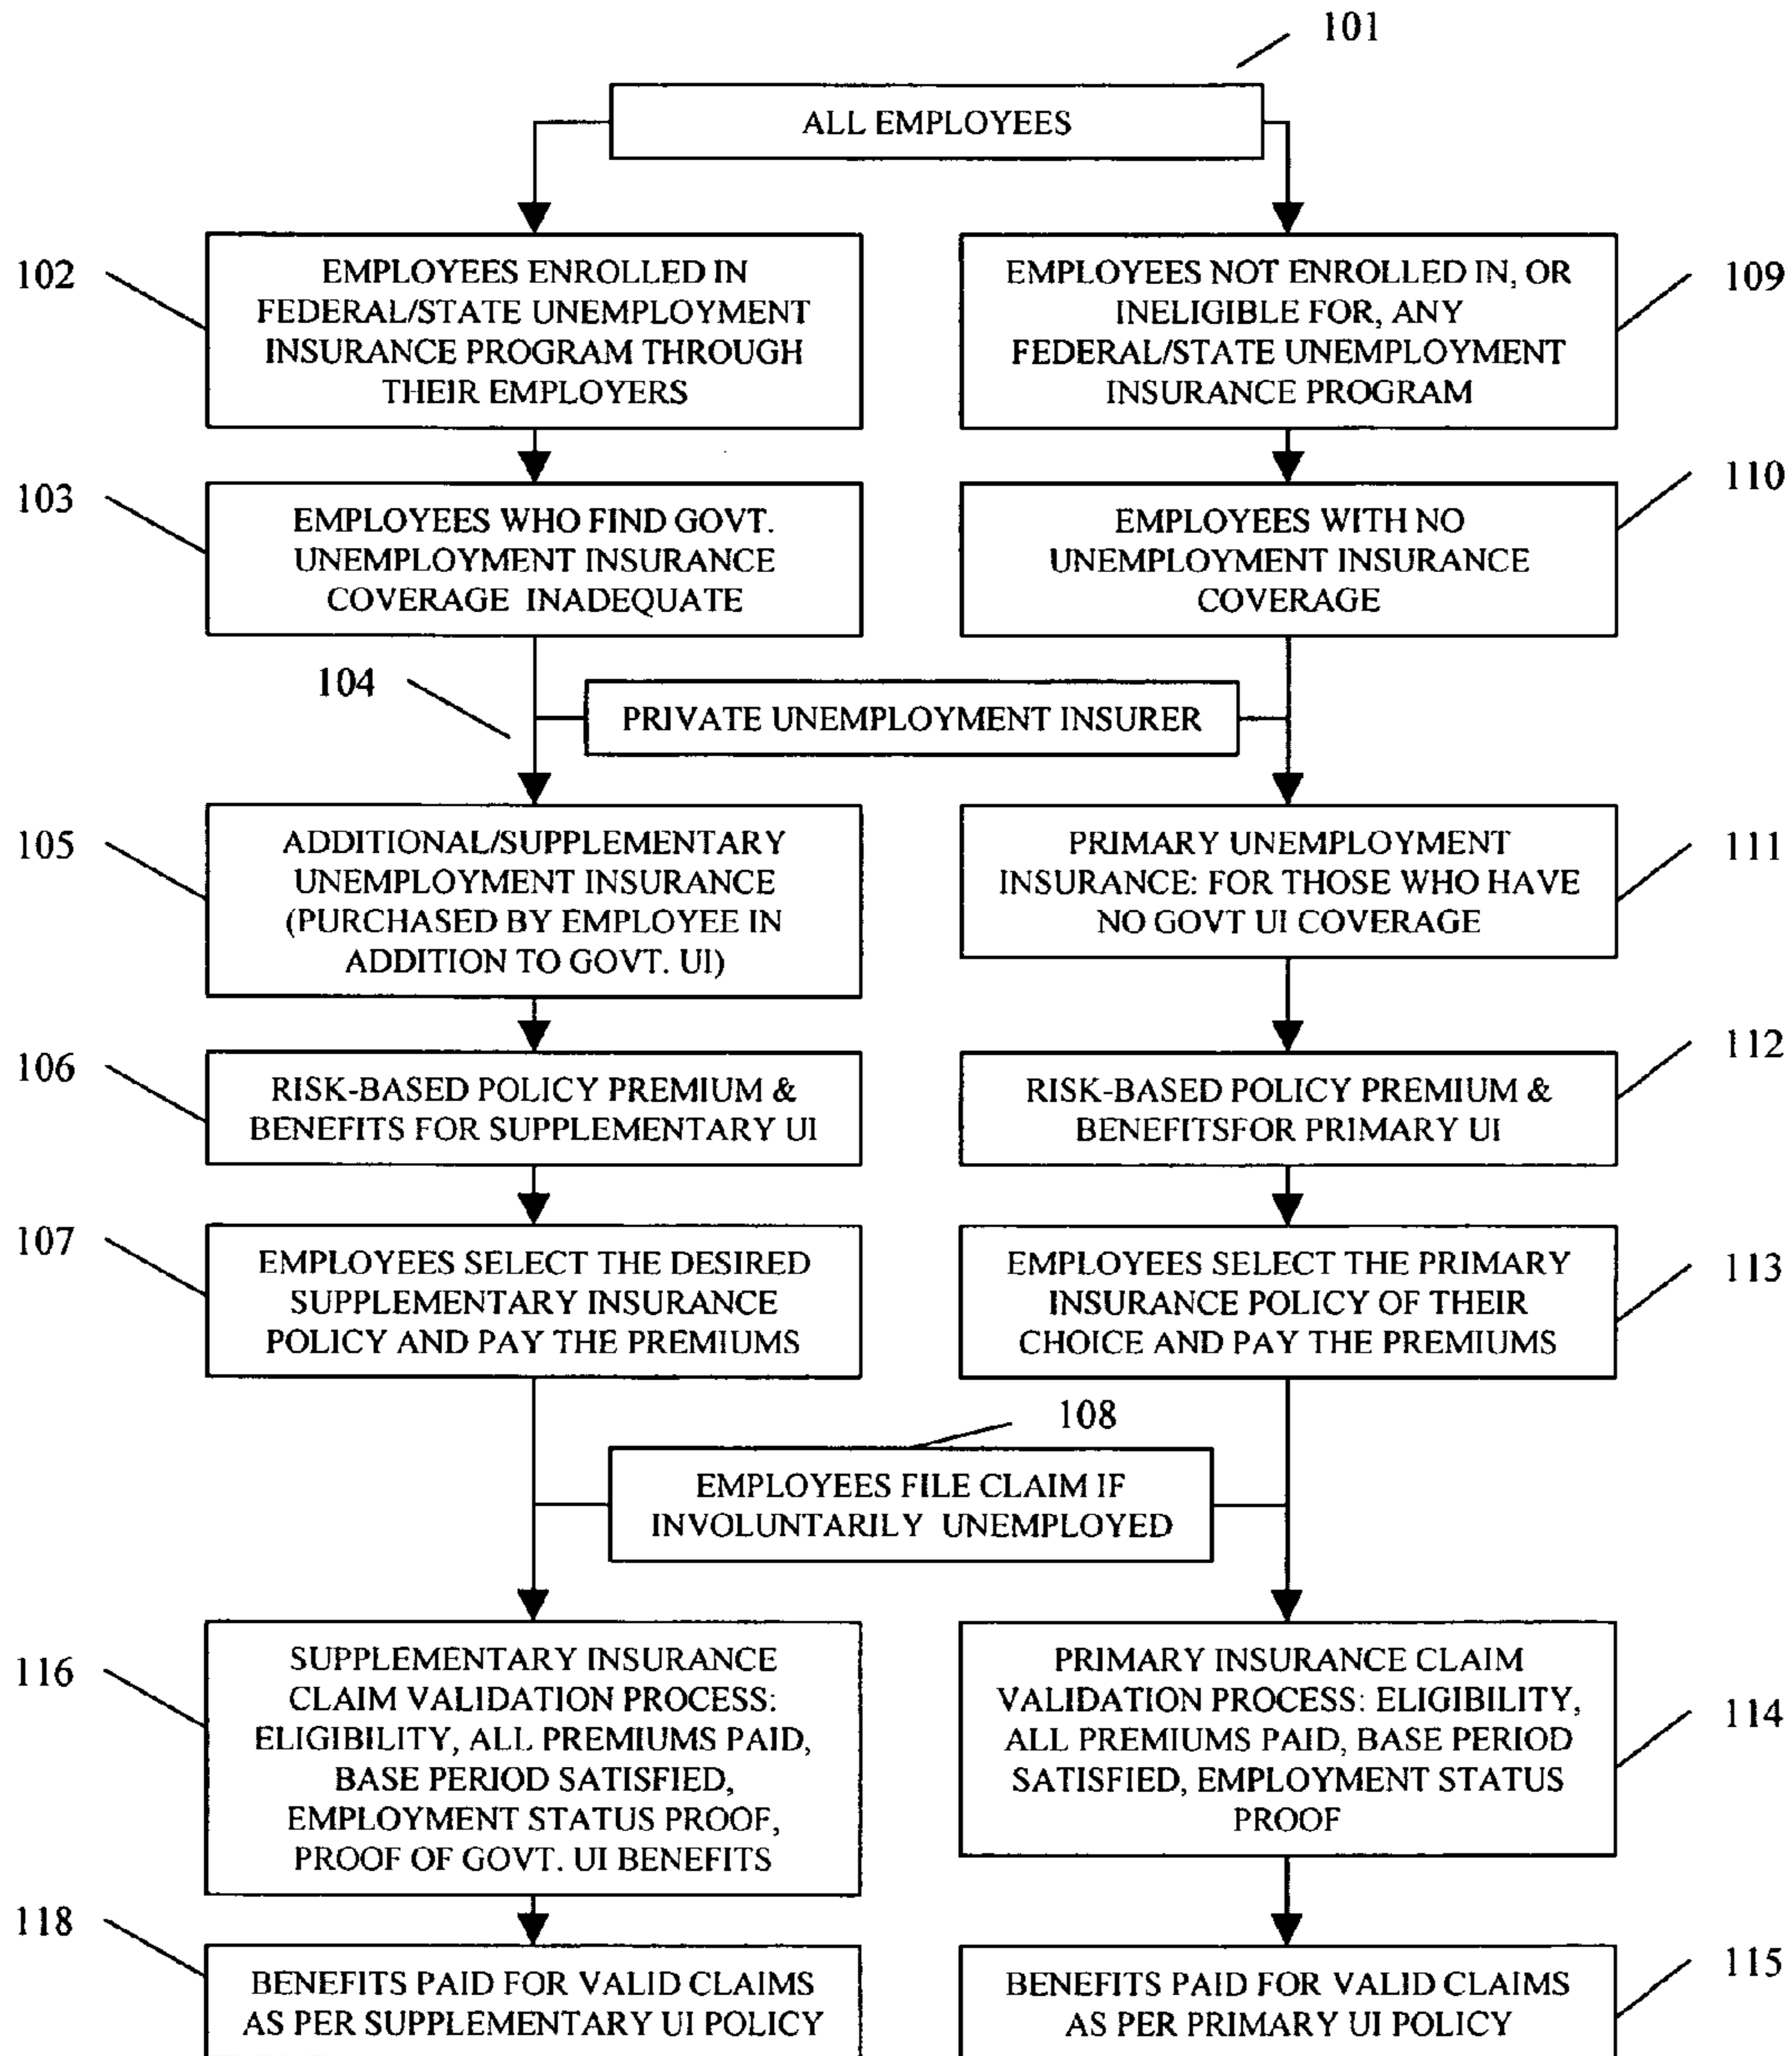 101
ALL EMPLOYEES
102
EMPLOYEES ENROLLED IN
FEDERAL/STATE UNEMPLOYMENT
INSURANCE PROGRAM THROUGH
THEIR EMPLOYERS
EMPLOYEES NOT ENROLLED IN, OR
INELIGIBLE FOR, ANY
FEDERAL/STATE UNEMPLOYMENT
INSURANCE PROGRAM
109
103
EMPLOYEES WHO FIND GOVT.
UNEMPLOYMENT INSURANCE
COVERAGE INADEQUATE
EMPLOYEES WITH NO
UNEMPLOYMENT INSURANCE
COVERAGE
110
104
PRIVATE UNEMPLOYMENT INSURER
105
ADDITIONAL/SUPPLEMENTARY
UNEMPLOYMENT INSURANCE
(PURCHASED BY EMPLOYEE IN
ADDITION TO GOVT. UI)
PRIMARY UNEMPLOYMENT
INSURANCE: FOR THOSE WHO HAVE
NO GOVT UI COVERAGE
111
106
RISK-BASED POLICY PREMIUM &
BENEFITS FOR SUPPLEMENTARY UI
RISK-BASED POLICY PREMIUM &
BENEFITSFOR PRIMARY UI
112
107
EMPLOYEES SELECT THE DESIRED
SUPPLEMENTARY INSURANCE
POLICY AND PAY THE PREMIUMS
EMPLOYEES SELECT THE PRIMARY
INSURANCE POLICY OF THEIR
CHOICE AND PAY THE PREMIUMS
113
108
EMPLOYEES FILE CLAIM IF
INVOLUNTARILY UNEMPLOYED
116
SUPPLEMENTARY INSURANCE
CLAIM VALIDATION PROCESS:
ELIGIBILITY, ALL PREMIUMS PAID,
BASE PERIOD SATISFIED,
EMPLOYMENT STATUS PROOF,
PROOF OF GOVT. UI BENEFITS
PRIMARY INSURANCE CLAIM
VALIDATION PROCESS: ELIGIBILITY,
ALL PREMIUMS PAID, BASE PERIOD
SATISFIED, EMPLOYMENT STATUS
PROOF
114
118
BENEFITS PAID FOR VALID CLAIMS
AS PER SUPPLEMENTARY UI POLICY
BENEFITS PAID FOR VALID CLAIMS
AS PER PRIMARY UI POLICY
115